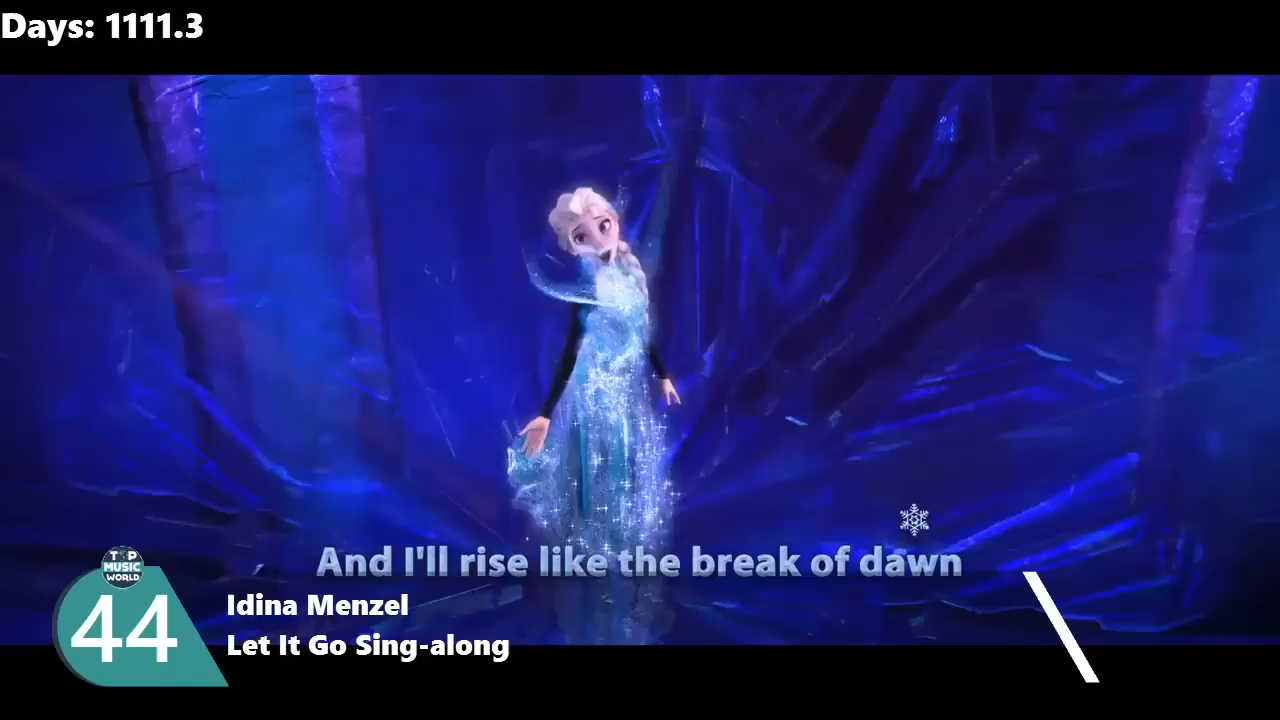 Days: 1111.3
And I'll rise like the break of dawn
TOP
MUSIC
WORLD
44
Idina Menzel
Let It Go Sing-along